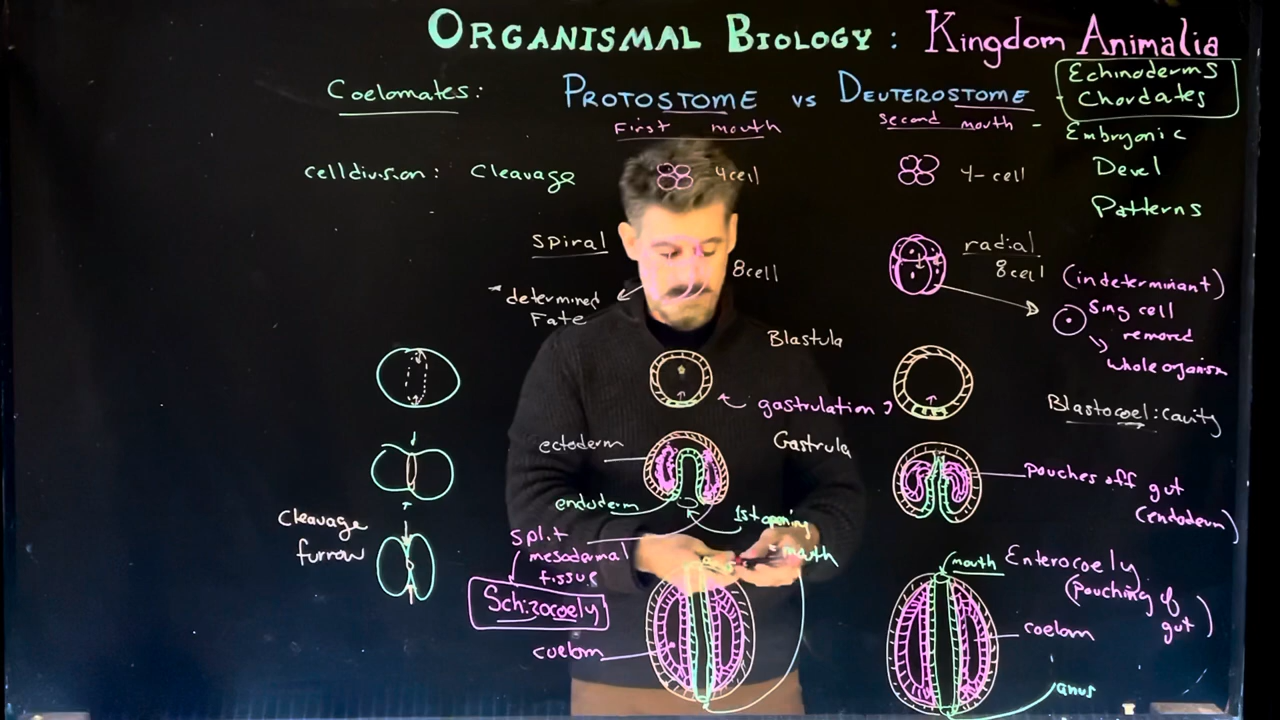 ORGANISMAL BIOLOGY: Kingdom Animalia
Coelomates: PROTOSTOME vs DEUTEROSTOME
Echinoderms
Chordates
First mouth
second mouth -
Embryonic
Devel
Patterns
cell division: Cleavage
4cell
4-cell
spiral
8cell
radial
8cell
* determined
Fate
(indeterminant)
Sing cell
removed
whole organism
Blastula
gastrulation
Blastocoel: cavity
ectoderm
Gastrula
endoderm
1st opening
= mouth
Pouches off gut
(endoderm)
Cleavage
furrow
split
mesodermal
tissue
Schizocoely
coelom
mouth
Enterocoely
(pouching of
gut)
coelom
anus